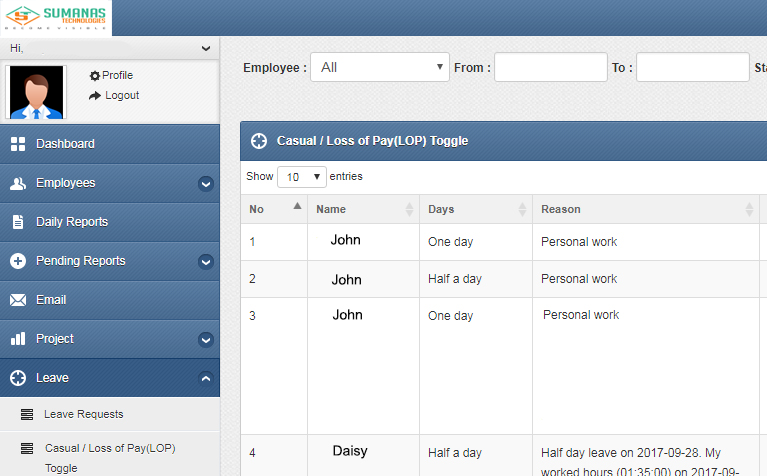 SUMANAS
TECHNOLOGIES
BECOME VISIBLE
Hi,
Profile
Logout
Dashboard
Employees
Daily Reports
Pending Reports
Email
Project
Leave
Leave Requests
Casual / Loss of Pay(LOP)
Toggle
Employee : All From : To : Sta
Casual / Loss of Pay(LOP) Toggle
Show 10 entries
No Name Days Reason
1 John One day Personal work
2 John Half a day Personal work
3 John One day Personal work
4 Daisy Half a day Half day leave on 2017-09-28. My
worked hours (01:35:00) on 2017-09-